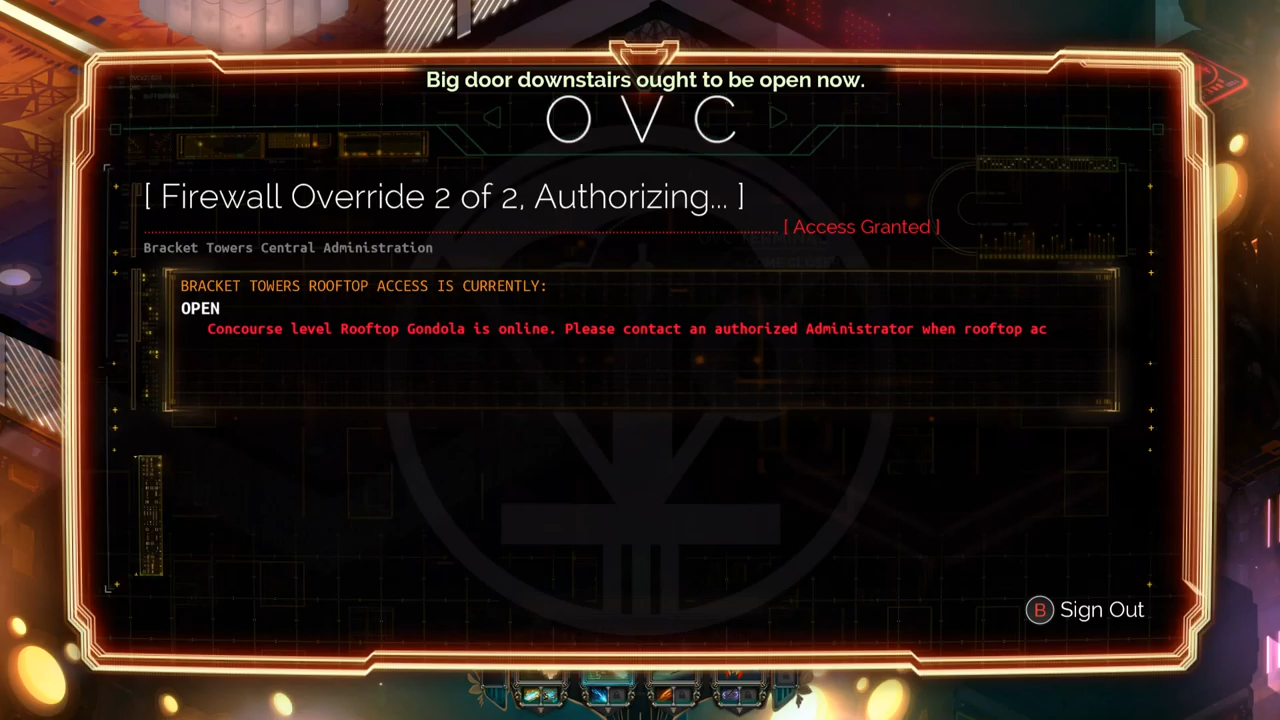 Big door downstairs ought to be open now.
OVC
[ Firewall Override 2 of 2, Authorizing... ]
[ Access Granted ]
Bracket Towers Central Administration
BRACKET TOWERS ROOFTOP ACCESS IS CURRENTLY:
OPEN
Concourse level Rooftop Gondola is online. Please contact an authorized Administrator when rooftop ac
B Sign Out